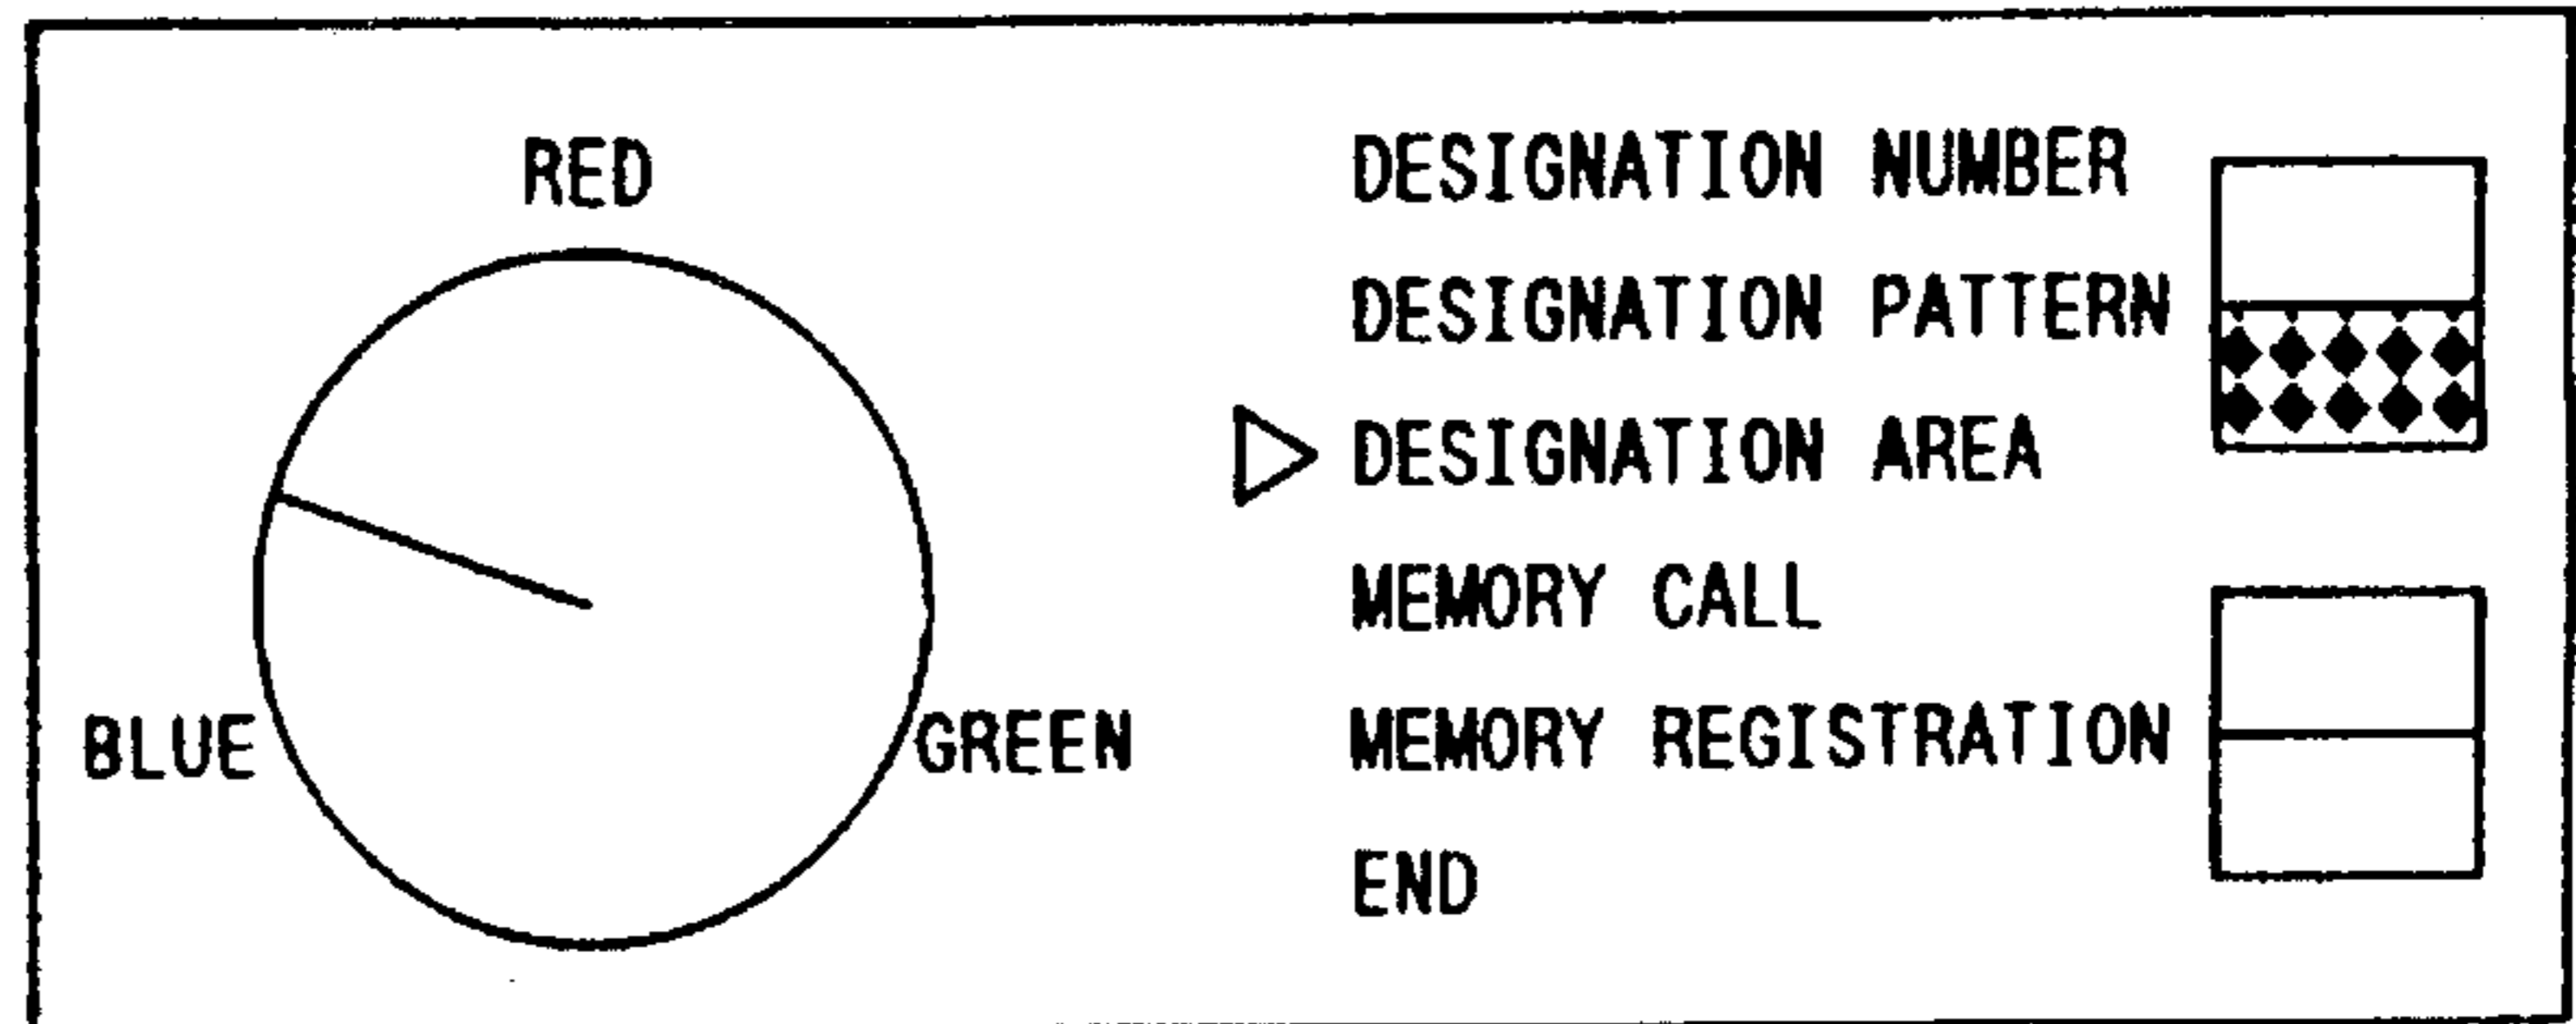 RED
BLUE
GREEN
DESIGNATION NUMBER
DESIGNATION PATTERN
DESIGNATION AREA
MEMORY CALL
MEMORY REGISTRATION
END